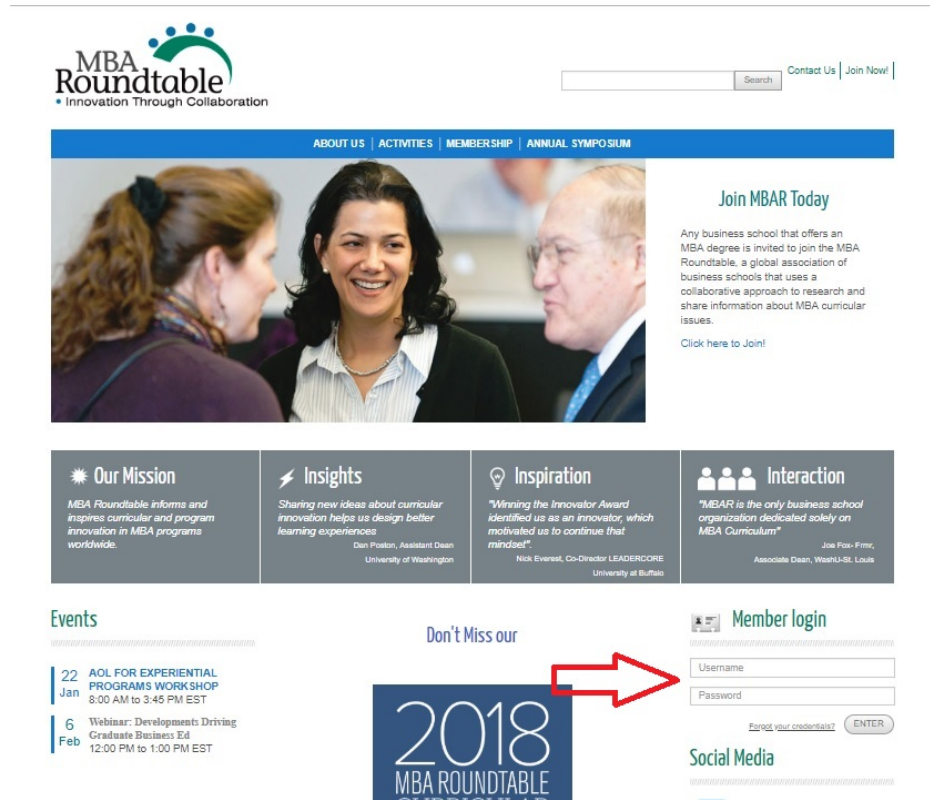 MBA
Roundtable
• Innovation Through Collaboration
Search
Contact Us | Join Now!
ABOUT US | ACTIVITIES | MEMBERSHIP | ANNUAL SYMPOSIUM
Join MBAR Today
Any business school that offers an
MBA degree is invited to join the MBA
Roundtable, a global association of
business schools that uses a
collaborative approach to research and
share information about MBA curricular
issues.
Click here to Join!
Our Mission
MBA Roundtable informs and
inspires curricular and program
innovation in MBA programs
worldwide.
Insights
Sharing new ideas about curricular
innovation helps us design better
learning experiences
Dan Poston, Assistant Dean
University of Washington
Inspiration
"Winning the Innovator Award
identified us as an innovator, which
motivated us to continue that
mindset".
Nick Everest, Co-Director LEADERCORE
University at Buffalo
Interaction
"MBAR is the only business school
organization dedicated solely on
MBA Curriculum"
Joe Fox- Frmr,
Associate Dean, WashU-St. Louis
Events
22 Jan
AOL FOR EXPERIENTIAL
PROGRAMS WORKSHOP
8:00 AM to 3:45 PM EST
6 Feb
Webinar: Developments Driving
Graduate Business Ed
12:00 PM to 1:00 PM EST
Don't Miss our
2018
MBA ROUNDTABLE
CURRICULAR
Member login
Username
Password
Forgot your credentials?
ENTER
Social Media